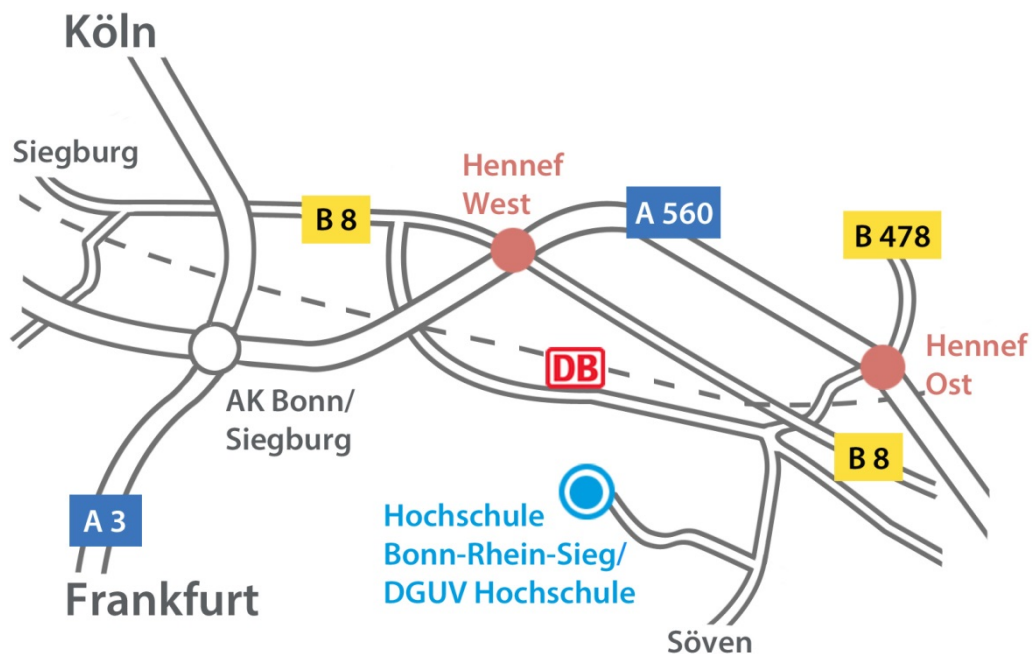 Köln
Siegburg
Hennef
West
B 8
A 560
B 478
Hennef
Ost
DB
AK Bonn/
Siegburg
B 8
A 3
Hochschule
Bonn-Rhein-Sieg/
DGUV Hochschule
Frankfurt
Söven